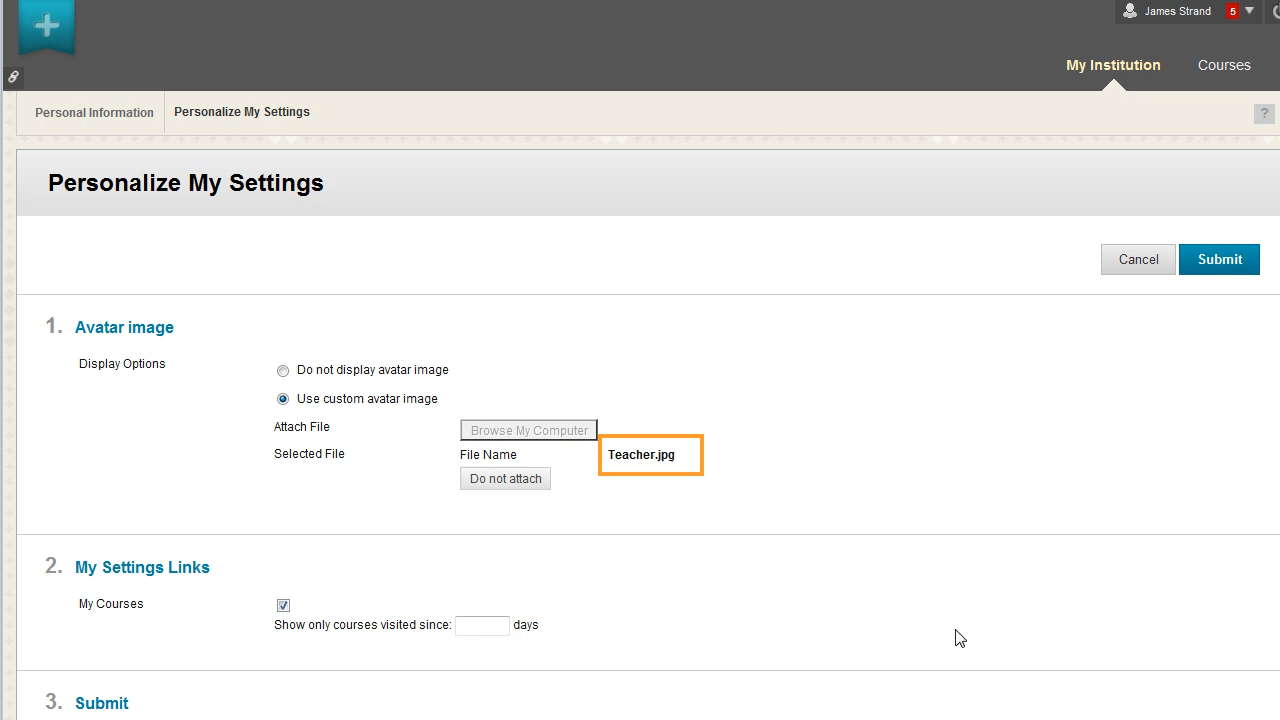 James Strand 5
My Institution Courses
Personal Information Personalize My Settings ?
Personalize My Settings
Cancel Submit
1. Avatar image
Display Options
Do not display avatar image
Use custom avatar image
Attach File Browse My Computer
Selected File File Name Teacher.jpg
Do not attach
2. My Settings Links
My Courses
Show only courses visited since: days
3. Submit